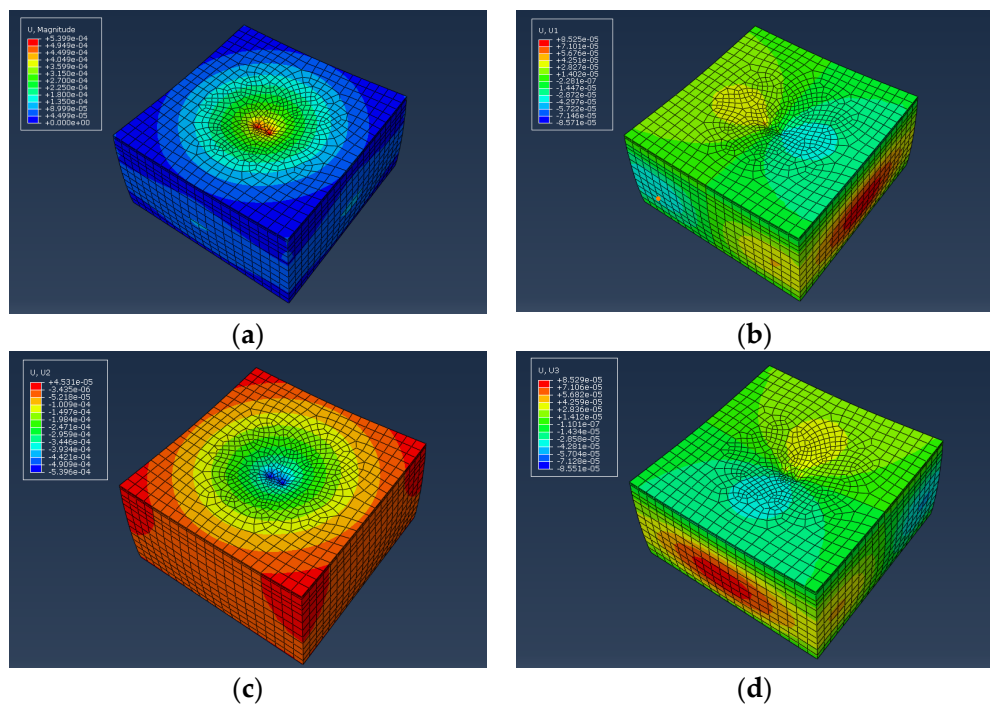 U, Magnitude
+5.399e-04
+4.949e-04
+4.499e-04
+4.049e-04
+3.599e-04
+3.150e-04
+2.700e-04
+2.250e-04
+1.800e-04
+1.350e-04
+8.999e-05
+4.499e-05
+0.000e+00
U, U1
+8.525e-05
+7.101e-05
+5.676e-05
+4.251e-05
+2.827e-05
+1.402e-05
-2.281e-07
-1.447e-05
-2.872e-05
-4.297e-05
-5.722e-05
-7.146e-05
-8.571e-05
(a)
(b)
U, U2
+4.531e-05
-3.435e-06
-5.218e-05
-1.009e-04
-1.497e-04
-1.984e-04
-2.471e-04
-2.959e-04
-3.446e-04
-3.934e-04
-4.421e-04
-4.909e-04
-5.396e-04
U, U3
+8.529e-05
+7.106e-05
+5.682e-05
+4.259e-05
+2.836e-05
+1.412e-05
-1.101e-07
-1.434e-05
-2.858e-05
-4.281e-05
-5.704e-05
-7.128e-05
-8.551e-05
(c)
(d)